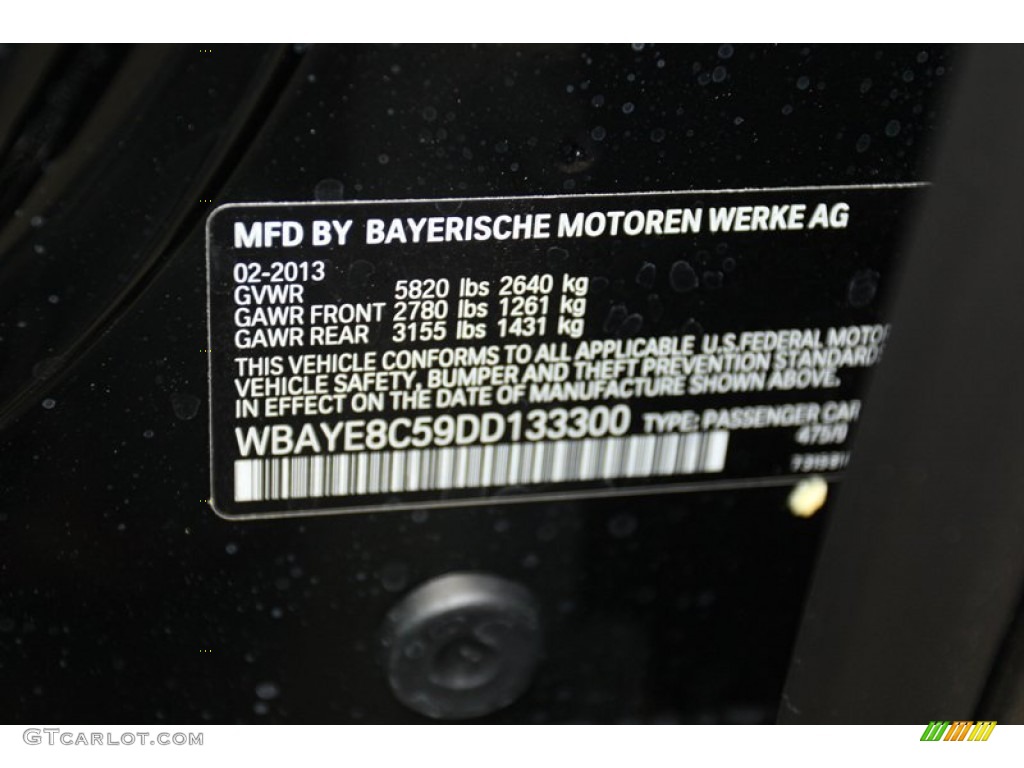 MFD BY BAYERISCHE MOTOREN WERKE AG
02-2013
GVWR 5820 lbs 2640 kg
GAWR FRONT 2780 lbs 1261 kg
GAWR REAR 3155 lbs 1431 kg
THIS VEHICLE CONFORMS TO ALL APPLICABLE U.S.FEDERAL MOTOR
VEHICLE SAFETY, BUMPER AND THEFT PREVENTION STANDARDS
IN EFFECT ON THE DATE OF MANUFACTURE SHOWN ABOVE.
WBAYE8C59DD133300 TYPE: PASSENGER CAR
475/9
GTCARLOT.COM